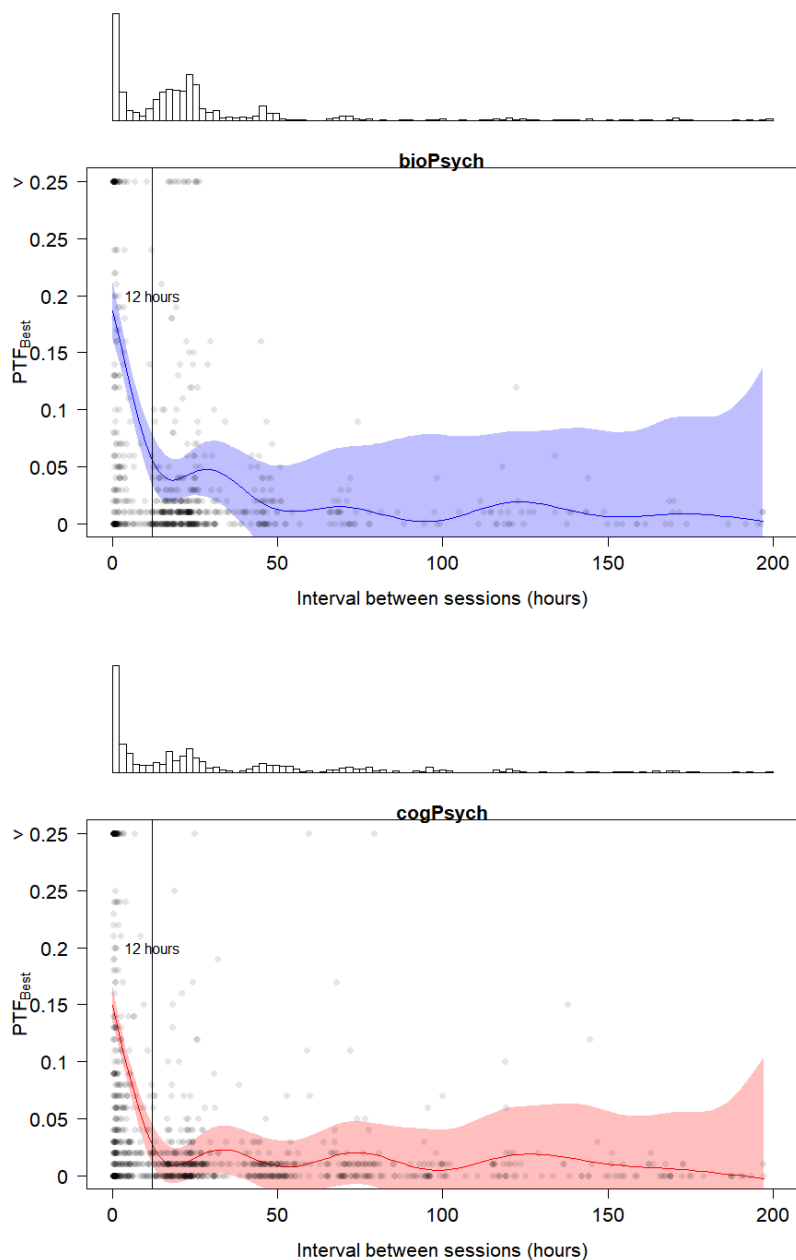 bioPsych
> 0.25
0.25
0.2
0.15
0.1
0.05
0
PTFBest
12 hours
0 50 100 150 200
Interval between sessions (hours)
cogPsych
> 0.25
0.25
0.2
0.15
0.1
0.05
0
PTFBest
12 hours
0 50 100 150 200
Interval between sessions (hours)